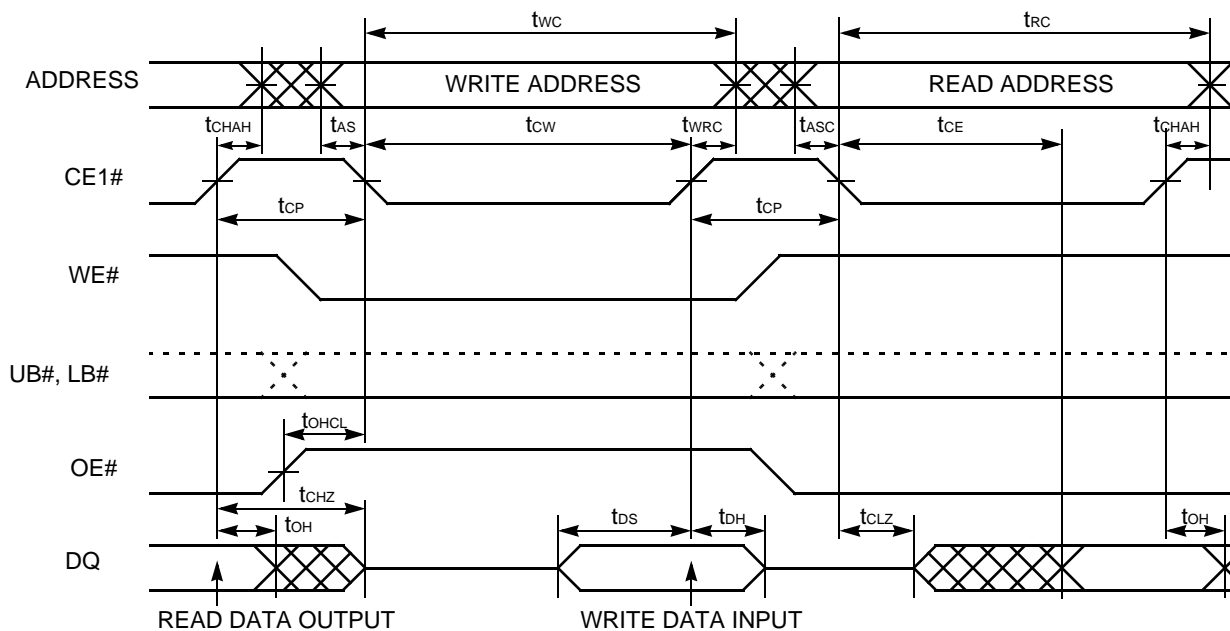 tWC tRC
ADDRESS WRITE ADDRESS READ ADDRESS
tCHAH tAS tCW tWRC tASC tCE tCHAH
CE1#
tCP tCP
WE#
UB#, LB#
tOHCL
OE#
tCHZ
tOH tDS tDH tCLZ tOH
DQ
READ DATA OUTPUT WRITE DATA INPUT